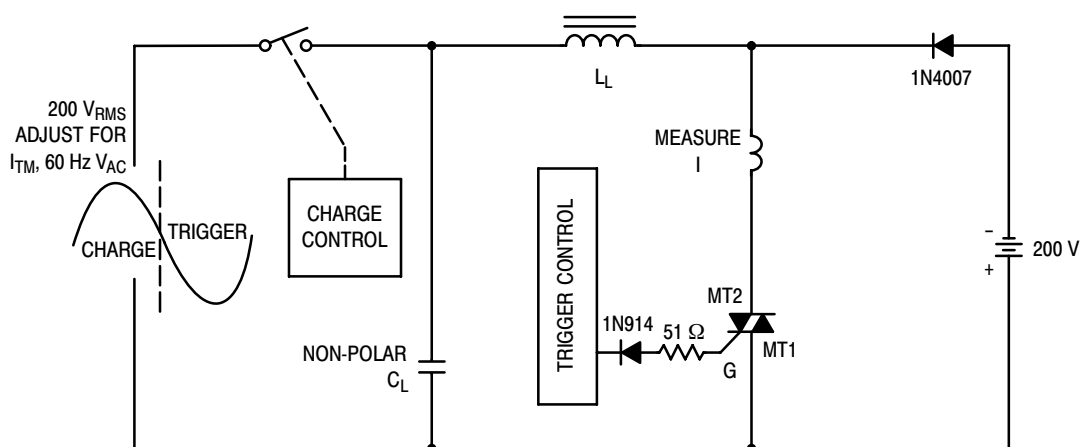 200 VRMS
ADJUST FOR
ITM, 60 Hz VAC
CHARGE
TRIGGER
CHARGE
CONTROL
NON-POLAR
CL
LL
1N4007
MEASURE
I
TRIGGER CONTROL
1N914
51 Ω
MT2
MT1
G
-
+
200 V